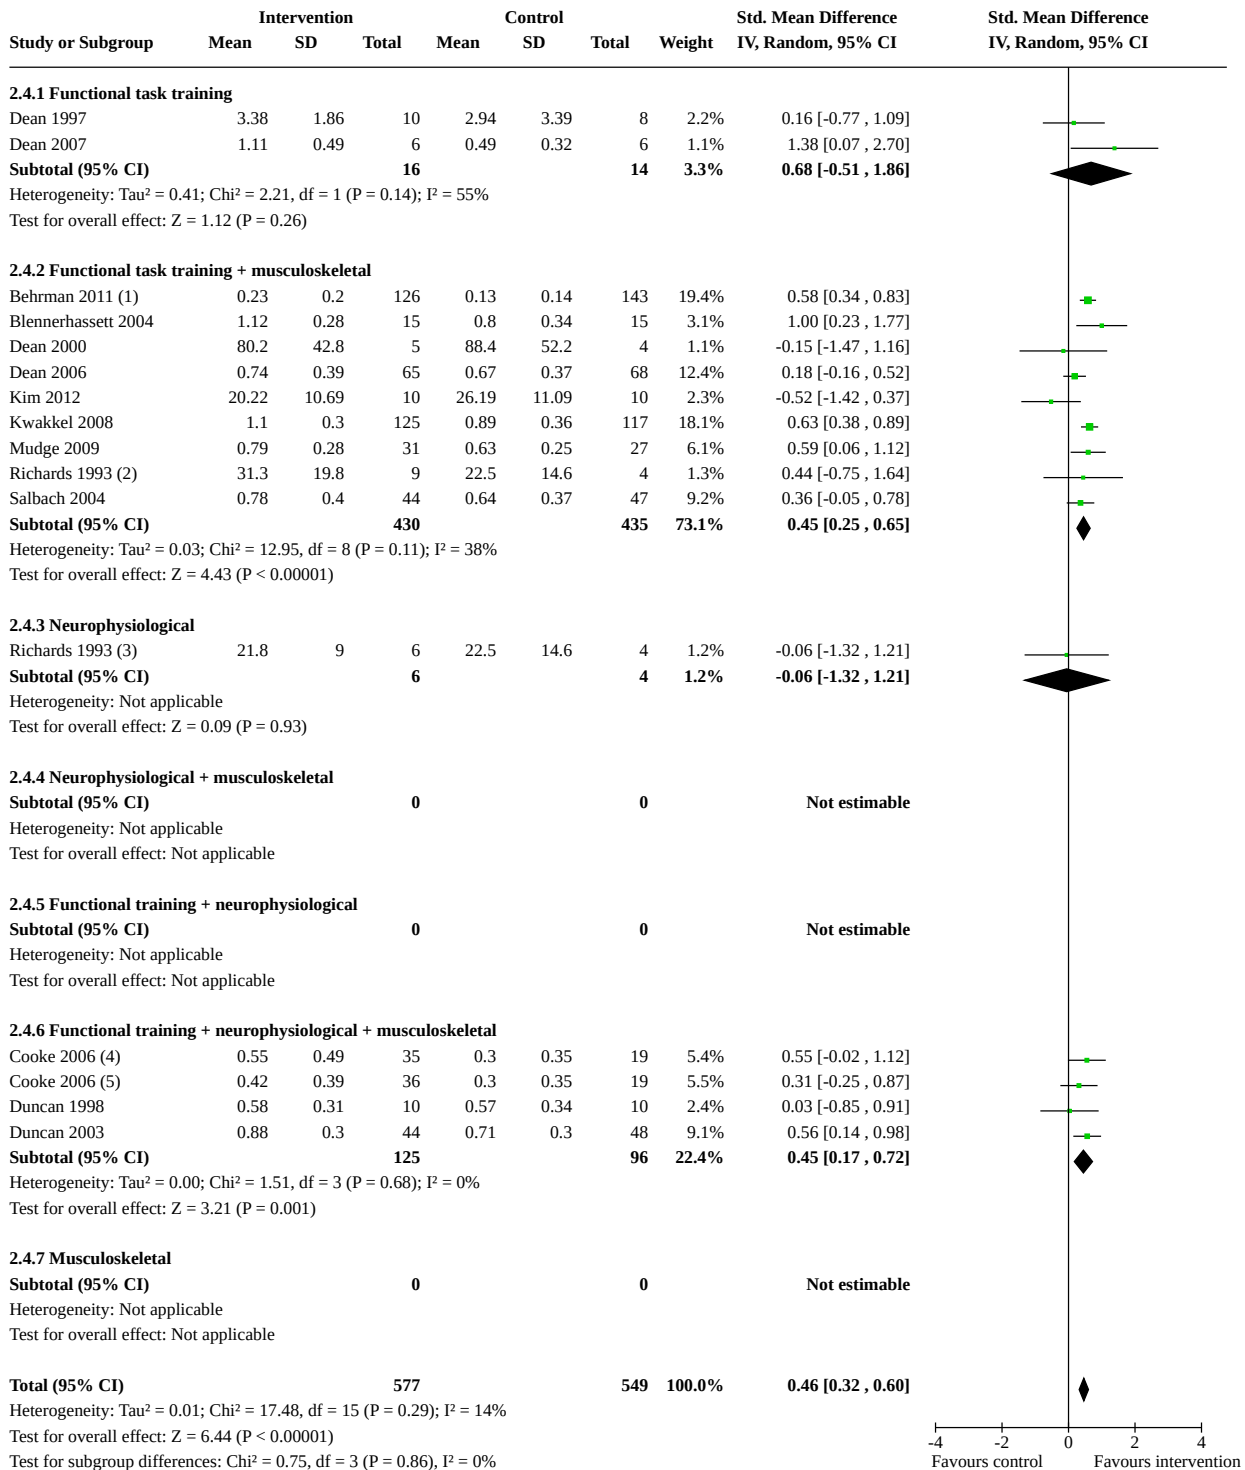 Intervention Control Std. Mean Difference Std. Mean Difference
Study or Subgroup Mean SD Total Mean SD Total Weight IV, Random, 95% CI IV, Random, 95% CI
2.4.1 Functional task training
Dean 1997 3.38 1.86 10 2.94 3.39 8 2.2% 0.16 [-0.77 , 1.09]
Dean 2007 1.11 0.49 6 0.49 0.32 6 1.1% 1.38 [0.07 , 2.70]
Subtotal (95% CI) 16 14 3.3% 0.68 [-0.51 , 1.86]
Heterogeneity: Tau² = 0.41; Chi² = 2.21, df = 1 (P = 0.14); I² = 55%
Test for overall effect: Z = 1.12 (P = 0.26)
2.4.2 Functional task training + musculoskeletal
Behrman 2011 (1) 0.23 0.2 126 0.13 0.14 143 19.4% 0.58 [0.34 , 0.83]
Blennerhassett 2004 1.12 0.28 15 0.8 0.34 15 3.1% 1.00 [0.23 , 1.77]
Dean 2000 80.2 42.8 5 88.4 52.2 4 1.1% -0.15 [-1.47 , 1.16]
Dean 2006 0.74 0.39 65 0.67 0.37 68 12.4% 0.18 [-0.16 , 0.52]
Kim 2012 20.22 10.69 10 26.19 11.09 10 2.3% -0.52 [-1.42 , 0.37]
Kwakkel 2008 1.1 0.3 125 0.89 0.36 117 18.1% 0.63 [0.38 , 0.89]
Mudge 2009 0.79 0.28 31 0.63 0.25 27 6.1% 0.59 [0.06 , 1.12]
Richards 1993 (2) 31.3 19.8 9 22.5 14.6 4 1.3% 0.44 [-0.75 , 1.64]
Salbach 2004 0.78 0.4 44 0.64 0.37 47 9.2% 0.36 [-0.05 , 0.78]
Subtotal (95% CI) 430 435 73.1% 0.45 [0.25 , 0.65]
Heterogeneity: Tau² = 0.03; Chi² = 12.95, df = 8 (P = 0.11); I² = 38%
Test for overall effect: Z = 4.43 (P < 0.00001)
2.4.3 Neurophysiological
Richards 1993 (3) 21.8 9 6 22.5 14.6 4 1.2% -0.06 [-1.32 , 1.21]
Subtotal (95% CI) 6 4 1.2% -0.06 [-1.32 , 1.21]
Heterogeneity: Not applicable
Test for overall effect: Z = 0.09 (P = 0.93)
2.4.4 Neurophysiological + musculoskeletal
Subtotal (95% CI) 0 0 Not estimable
Heterogeneity: Not applicable
Test for overall effect: Not applicable
2.4.5 Functional training + neurophysiological
Subtotal (95% CI) 0 0 Not estimable
Heterogeneity: Not applicable
Test for overall effect: Not applicable
2.4.6 Functional training + neurophysiological + musculoskeletal
Cooke 2006 (4) 0.55 0.49 35 0.3 0.35 19 5.4% 0.55 [-0.02 , 1.12]
Cooke 2006 (5) 0.42 0.39 36 0.3 0.35 19 5.5% 0.31 [-0.25 , 0.87]
Duncan 1998 0.58 0.31 10 0.57 0.34 10 2.4% 0.03 [-0.85 , 0.91]
Duncan 2003 0.88 0.3 44 0.71 0.3 48 9.1% 0.56 [0.14 , 0.98]
Subtotal (95% CI) 125 96 22.4% 0.45 [0.17 , 0.72]
Heterogeneity: Tau² = 0.00; Chi² = 1.51, df = 3 (P = 0.68); I² = 0%
Test for overall effect: Z = 3.21 (P = 0.001)
2.4.7 Musculoskeletal
Subtotal (95% CI) 0 0 Not estimable
Heterogeneity: Not applicable
Test for overall effect: Not applicable
Total (95% CI) 577 549 100.0% 0.46 [0.32 , 0.60]
Heterogeneity: Tau² = 0.01; Chi² = 17.48, df = 15 (P = 0.29); I² = 14%
Test for overall effect: Z = 6.44 (P < 0.00001)
Test for subgroup differences: Chi² = 0.75, df = 3 (P = 0.86), I² = 0%
-4 -2 0 2 4
Favours control Favours intervention